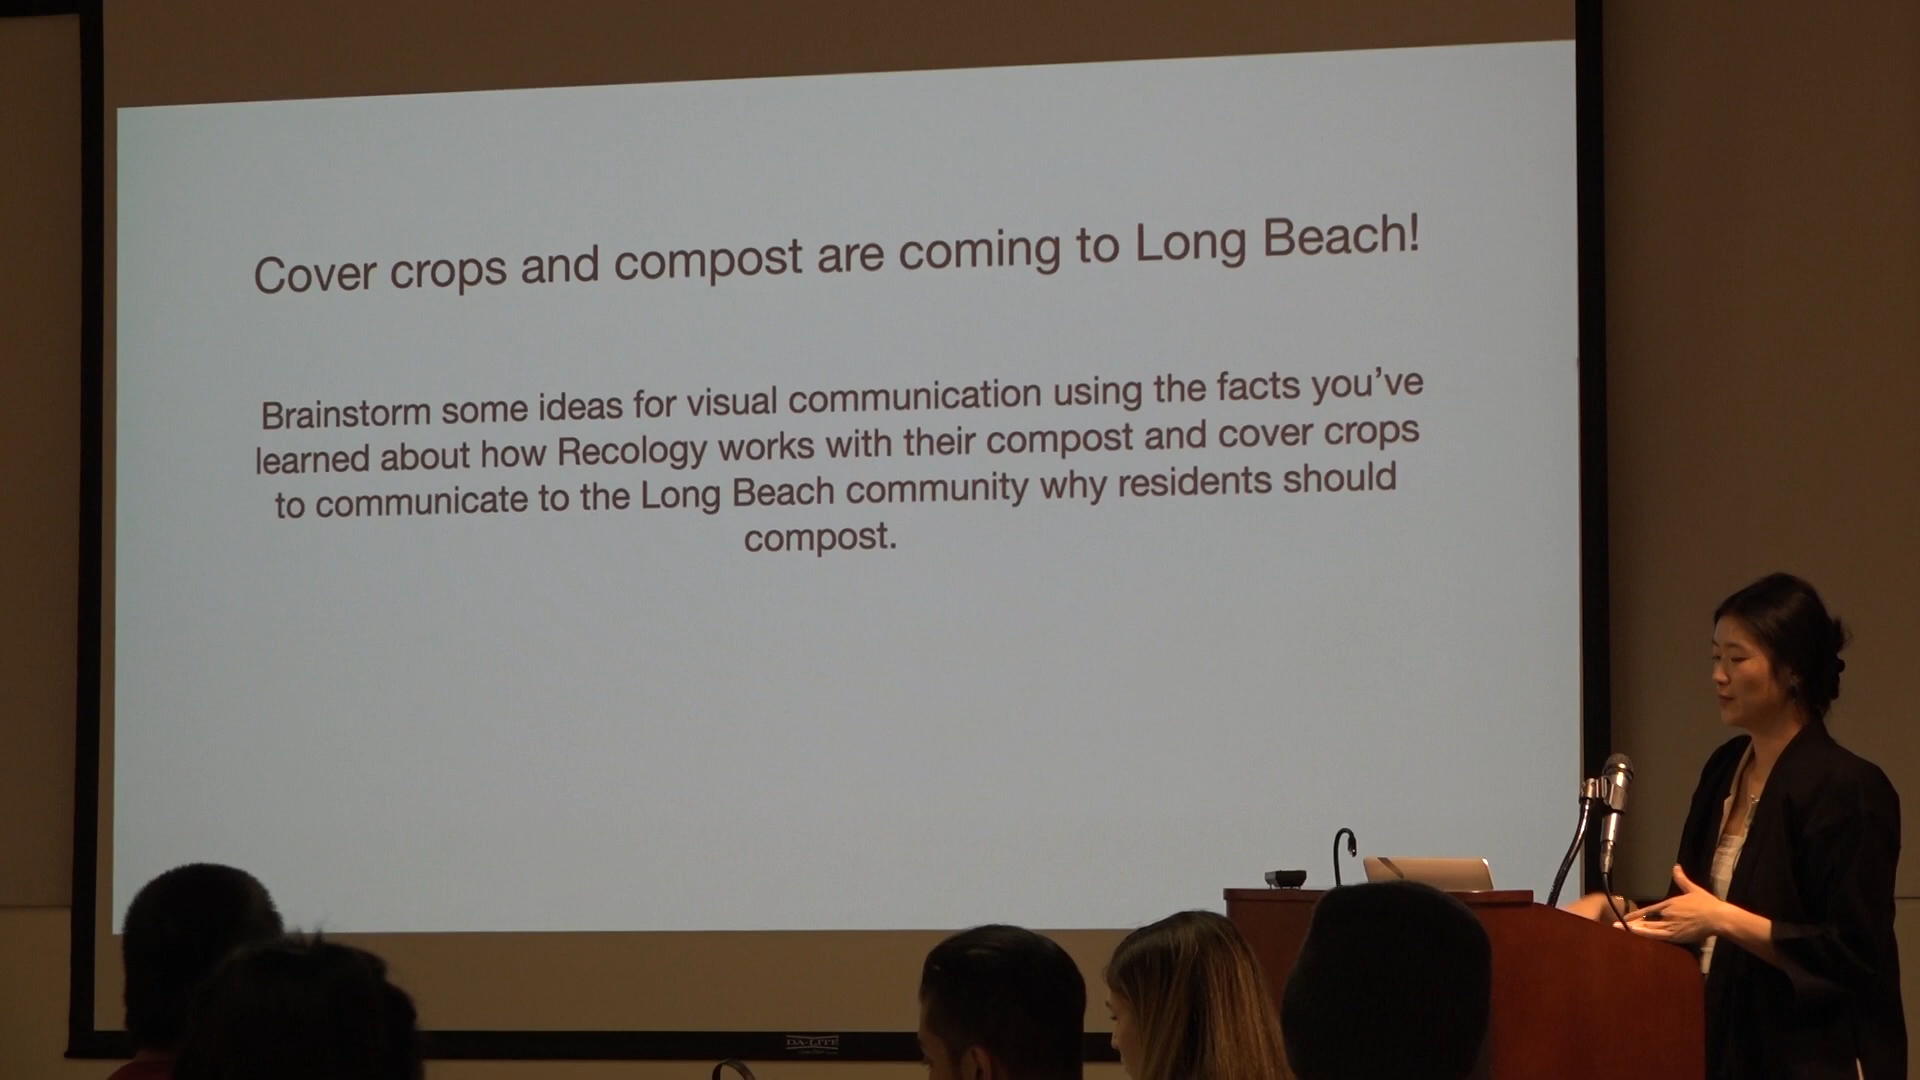 Cover crops and compost are coming to Long Beach!
Brainstorm some ideas for visual communication using the facts you've
learned about how Recology works with their compost and cover crops
to communicate to the Long Beach community why residents should
compost.
DA-LITE